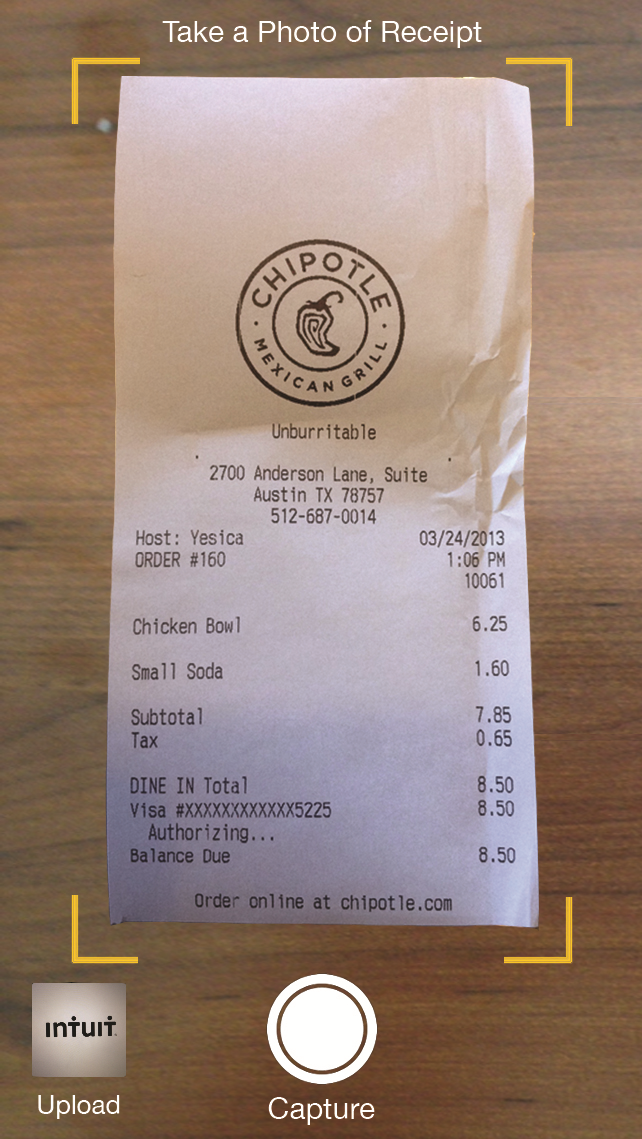 Take a Photo of Receipt
CHIPOTLE
MEXICAN GRILL
Unburritable
2700 Anderson Lane, Suite
Austin TX 78757
512-687-0014
Host: Yesica 03/24/2013
ORDER #160 1:06 PM
10061
Chicken Bowl 6.25
Small Soda 1.60
Subtotal 7.85
Tax 0.65
DINE IN Total 8.50
Visa #XXXXXXXXXXXX5225 8.50
Authorizing...
Balance Due 8.50
Order online at chipotle.com
intuit
Upload
Capture